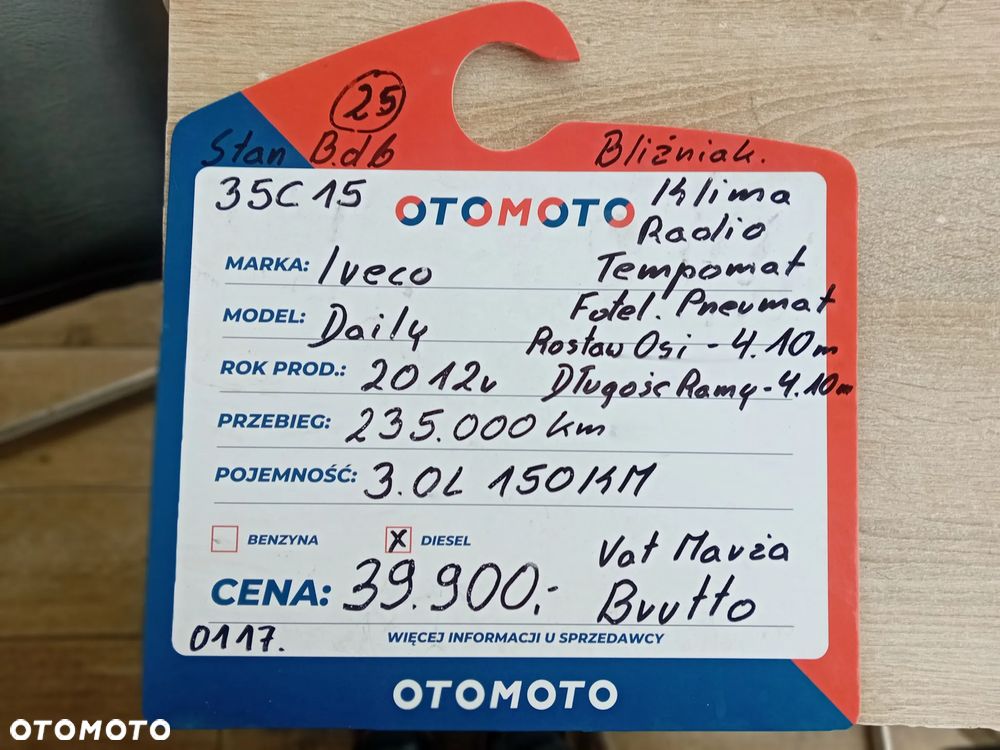 25
Stan B.db Bliźniak.
35C15 OTOMOTO Klima
Radio
MARKA: Iveco Tempomat
MODEL: Daily Fotel. Pneumat
Rostaw Osi - 4.10m
ROK PROD.: 2012r Długość Ramy - 4.10m
PRZEBIEG: 235.000 km
POJEMNOŚĆ: 3.0L 150KM
BENZYNA X DIESEL Vat Marża
CENA: 39.900,- Brutto
0117. WIĘCEJ INFORMACJI U SPRZEDAWCY
OTOMOTO
OTOMOTO